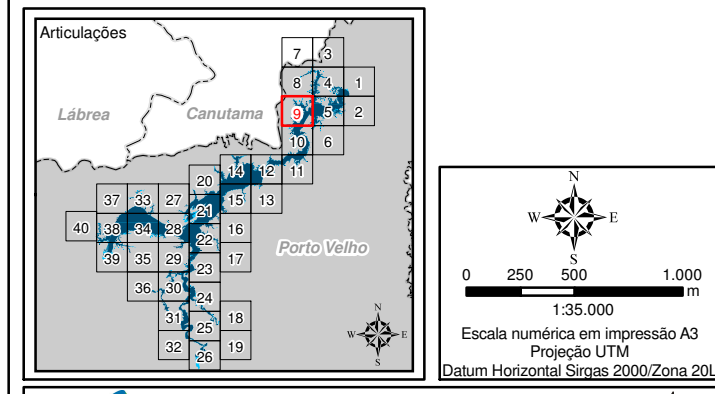 Articulações
7 3
8 4 1
Lábrea Canutama 9 5 2
10 6
14 12 11
20
37 33 27 21 15 13
40 38 34 28 22 16
Porto Velho
39 35 29 23 17
36 30 24
31 25 18
32 26 19
N
W E
S
N
W E
S
0 250 500 1.000
m
1:35.000
Escala numérica em impressão A3
Projeção UTM
Datum Horizontal Sirgas 2000/Zona 20L